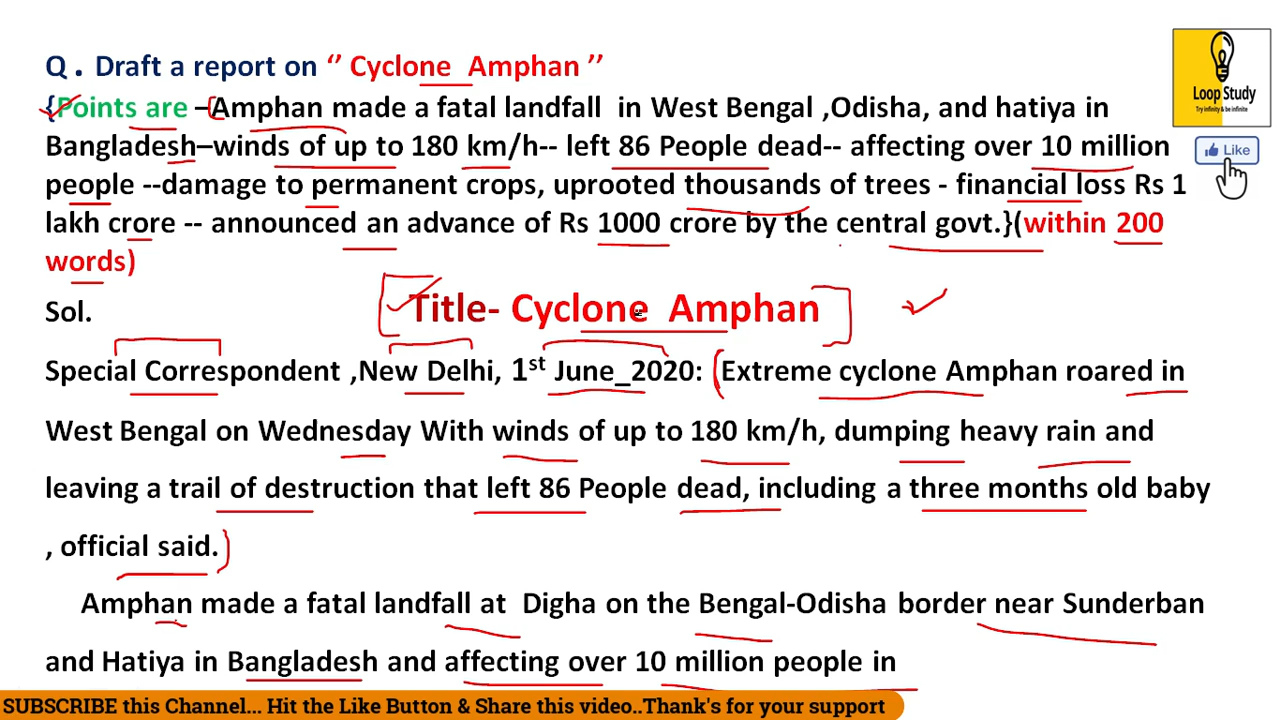 Q . Draft a report on ‘’ Cyclone Amphan ’’
{Points are –Amphan made a fatal landfall in West Bengal ,Odisha, and hatiya in
Bangladesh–winds of up to 180 km/h-- left 86 People dead-- affecting over 10 million
people --damage to permanent crops, uprooted thousands of trees - financial loss Rs 1
lakh crore -- announced an advance of Rs 1000 crore by the central govt.}(within 200
words)
Loop Study
Try infinitive & be infinite
Like
Sol.
Title- Cyclone Amphan
Special Correspondent ,New Delhi, 1st June_2020: Extreme cyclone Amphan roared in
West Bengal on Wednesday With winds of up to 180 km/h, dumping heavy rain and
leaving a trail of destruction that left 86 People dead, including a three months old baby
, official said.
Amphan made a fatal landfall at Digha on the Bengal-Odisha border near Sunderban
and Hatiya in Bangladesh and affecting over 10 million people in
SUBSCRIBE this Channel... Hit the Like Button & Share this video..Thank's for your support